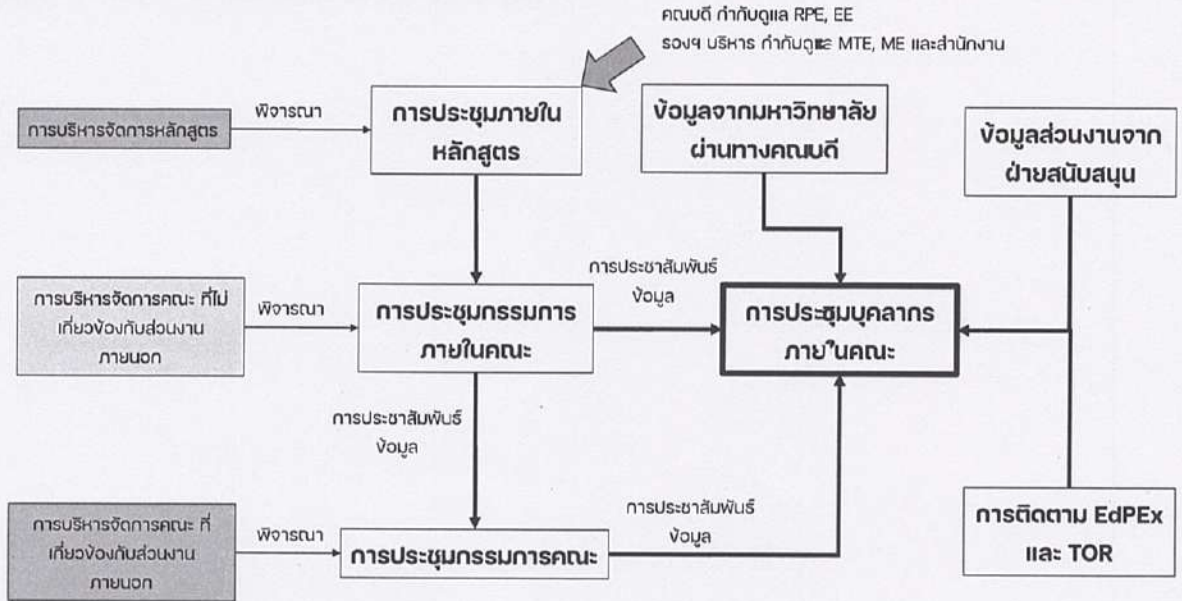 คณบดี กำกับดูแล RPE, EE
รองฯ บริหาร กำกับดูแล MTE, ME และสำนักงาน
การบริหารจัดการหลักสูตร
พิจารณา
การประชุมภายใน
หลักสูตร
ข้อมูลจากมหาวิทยาลัย
ผ่านทางคณบดี
ข้อมูลส่วนงานจาก
ฝ่ายสนับสนุน
การบริหารจัดการคณะ ที่ไม่
เกี่ยวข้องกับส่วนงาน
ภายนอก
พิจารณา
การประชุมกรรมการ
ภายในคณะ
การประชาสัมพันธ์
ข้อมูล
การประชุมบุคลากร
ภายในคณะ
การประชาสัมพันธ์
ข้อมูล
การบริหารจัดการคณะ ที่
เกี่ยวข้องกับส่วนงาน
ภายนอก
พิจารณา
การประชุมกรรมการคณะ
การประชาสัมพันธ์
ข้อมูล
การติดตาม EdPEx
และ TOR